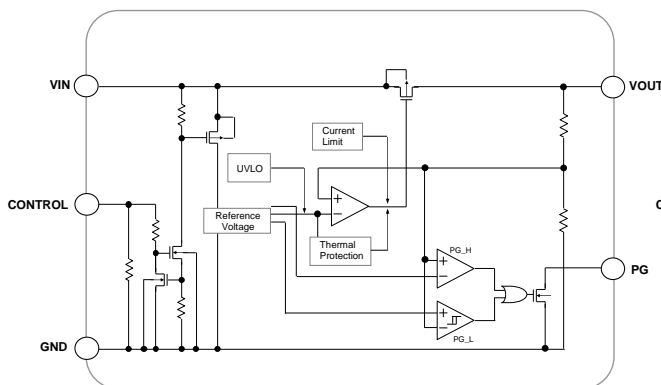 VIN
VOUT
Current
Limit
UVLO
CONTROL
Reference
Voltage
Thermal
Protection
PG_H
PG
PG_L
GND
C